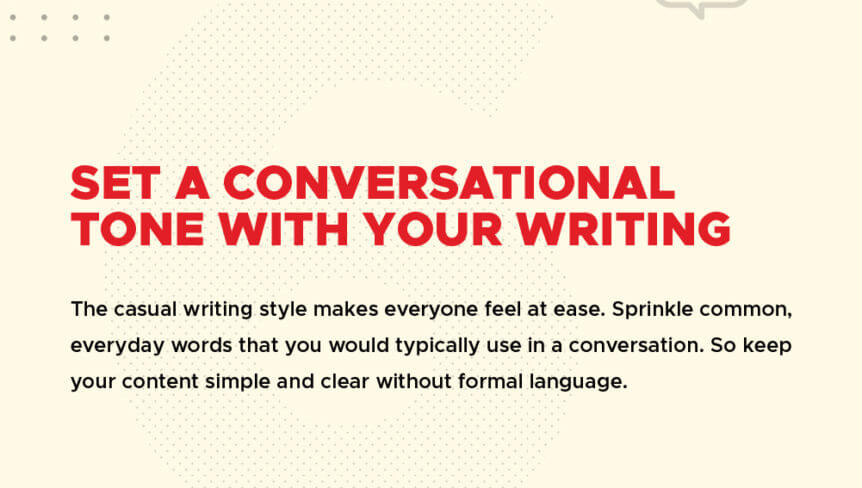 SET A CONVERSATIONAL
TONE WITH YOUR WRITING
The casual writing style makes everyone feel at ease. Sprinkle common,
everyday words that you would typically use in a conversation. So keep
your content simple and clear without formal language.